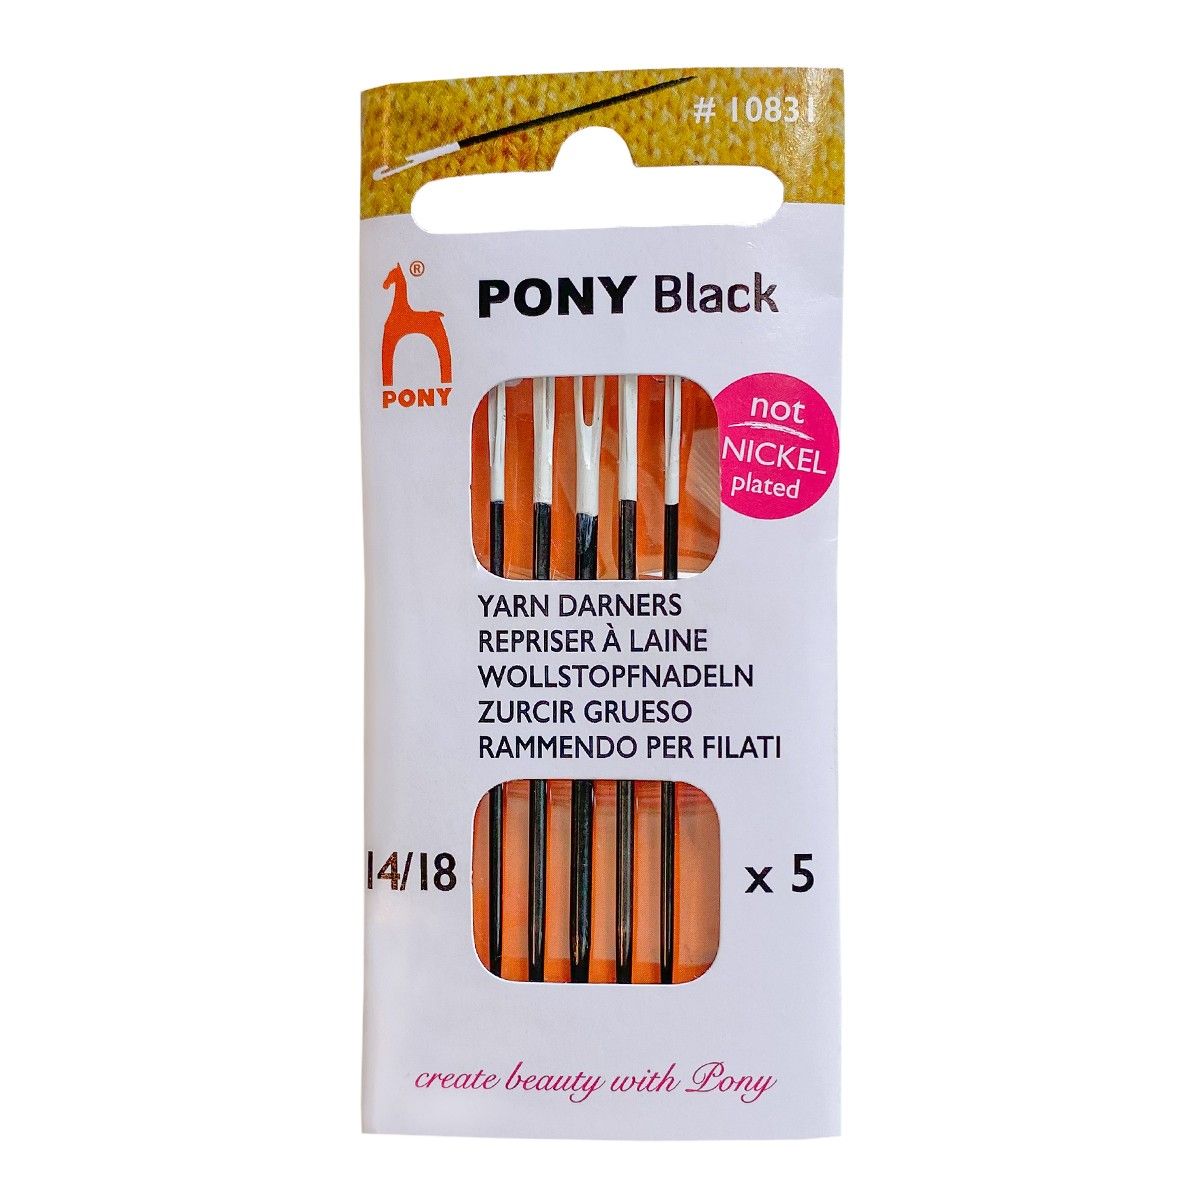 # 10831
®
PONY
PONY Black
not
NICKEL
plated
YARN DARNERS
REPRISER À LAINE
WOLLSTOPFNADELN
ZURCIR GRUESO
RAMMENDO PER FILATI
14/18
x 5
create beauty with Pony